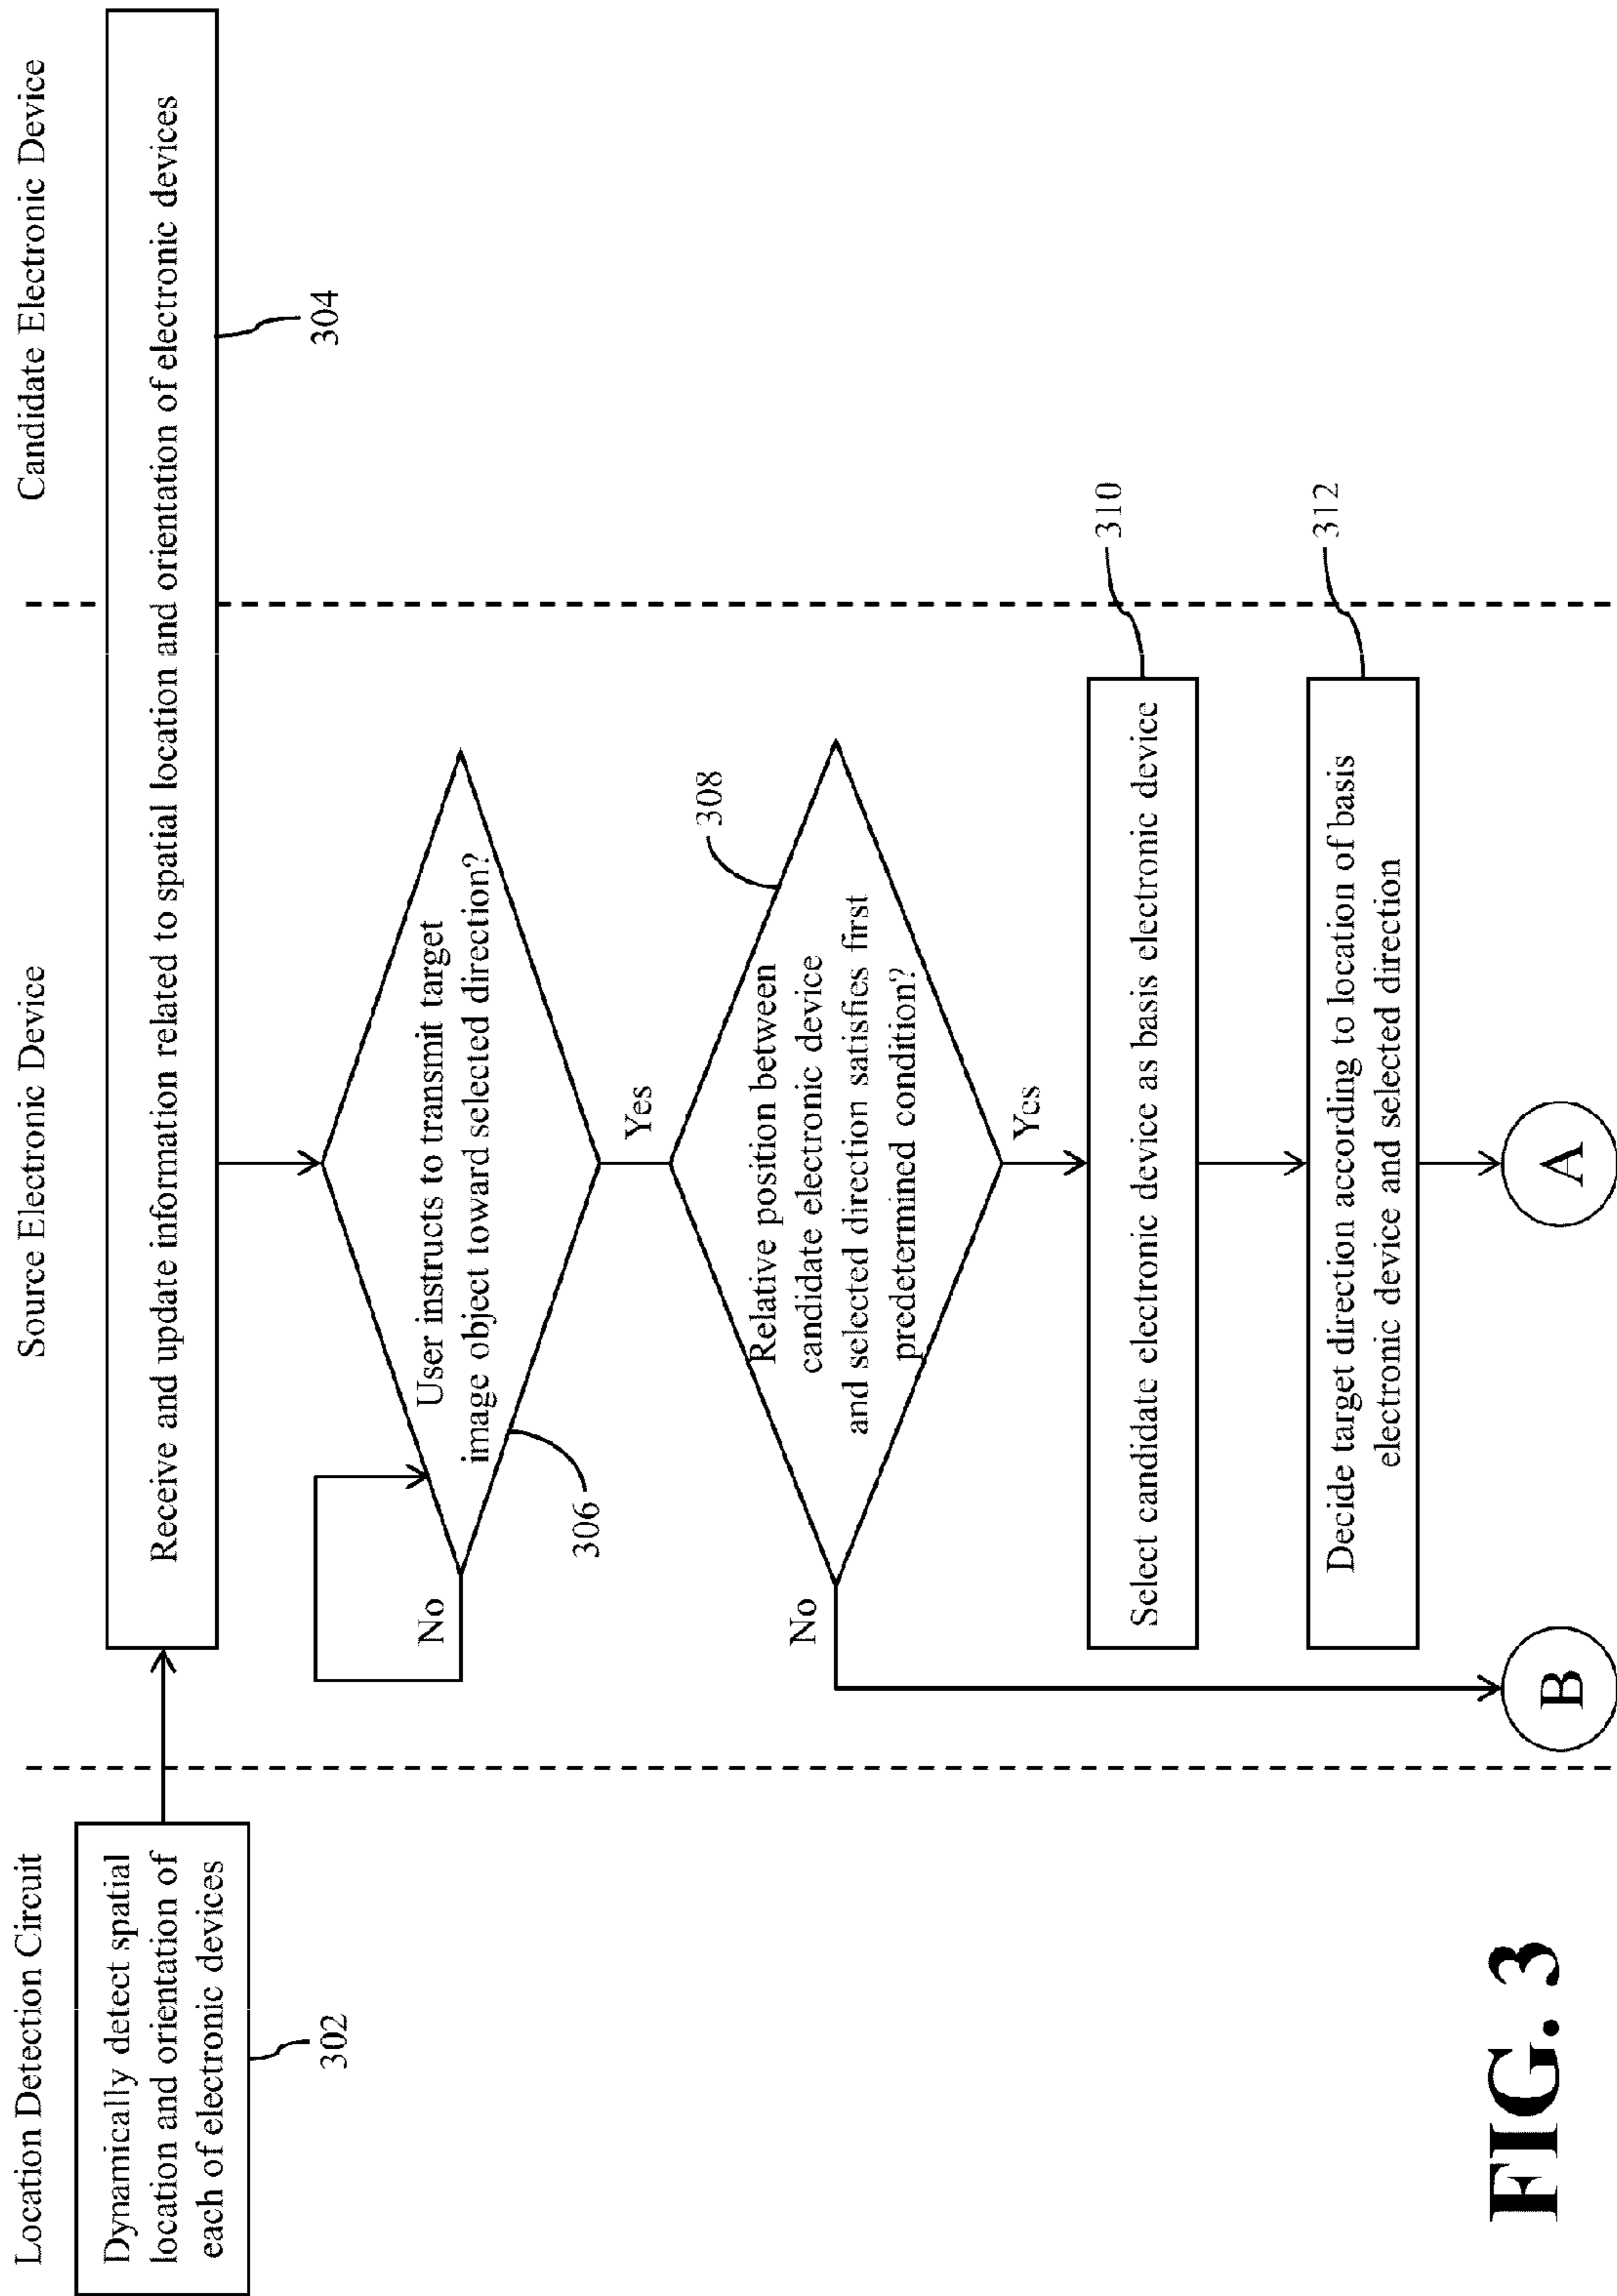 Location Detection Circuit
Source Electronic Device
Candidate Electronic Device
Dynamically detect spatial
location and orientation of
each of electronic devices
302
Receive and update information related to spatial location and orientation of electronic devices
304
User instructs to transmit target
image object toward selected direction?
No
306
Yes
Relative position between
candidate electronic device
and selected direction satisfies first
predetermined condition?
308
No
Yes
Select candidate electronic device as basis electronic device
310
Decide target direction according to location of basis
electronic device and selected direction
312
B
A
FIG. 3